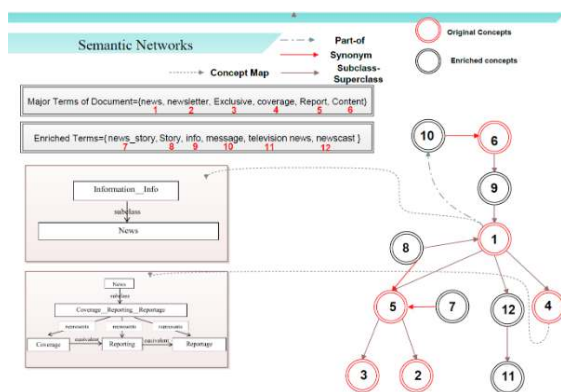 Semantic Networks
Part-of
Synonym
Subclass-
Superclass
Concept Map
Original Concepts
Enriched concepts
Major Terms of Document={news, newsletter, Exclusive, coverage, Report, Content}
1 2 3 4 5 6
Enriched Terms={news_story, Story, info, message, television news, newscast }
7 8 9 10 11 12
Information__Info
subclass
News
News
subclass
Coverage__Reporting__Reportage
represents represents represents
Coverage equivalent Reporting equivalent Reportage
10
6
9
1
8
5
7
12
4
3
2
11